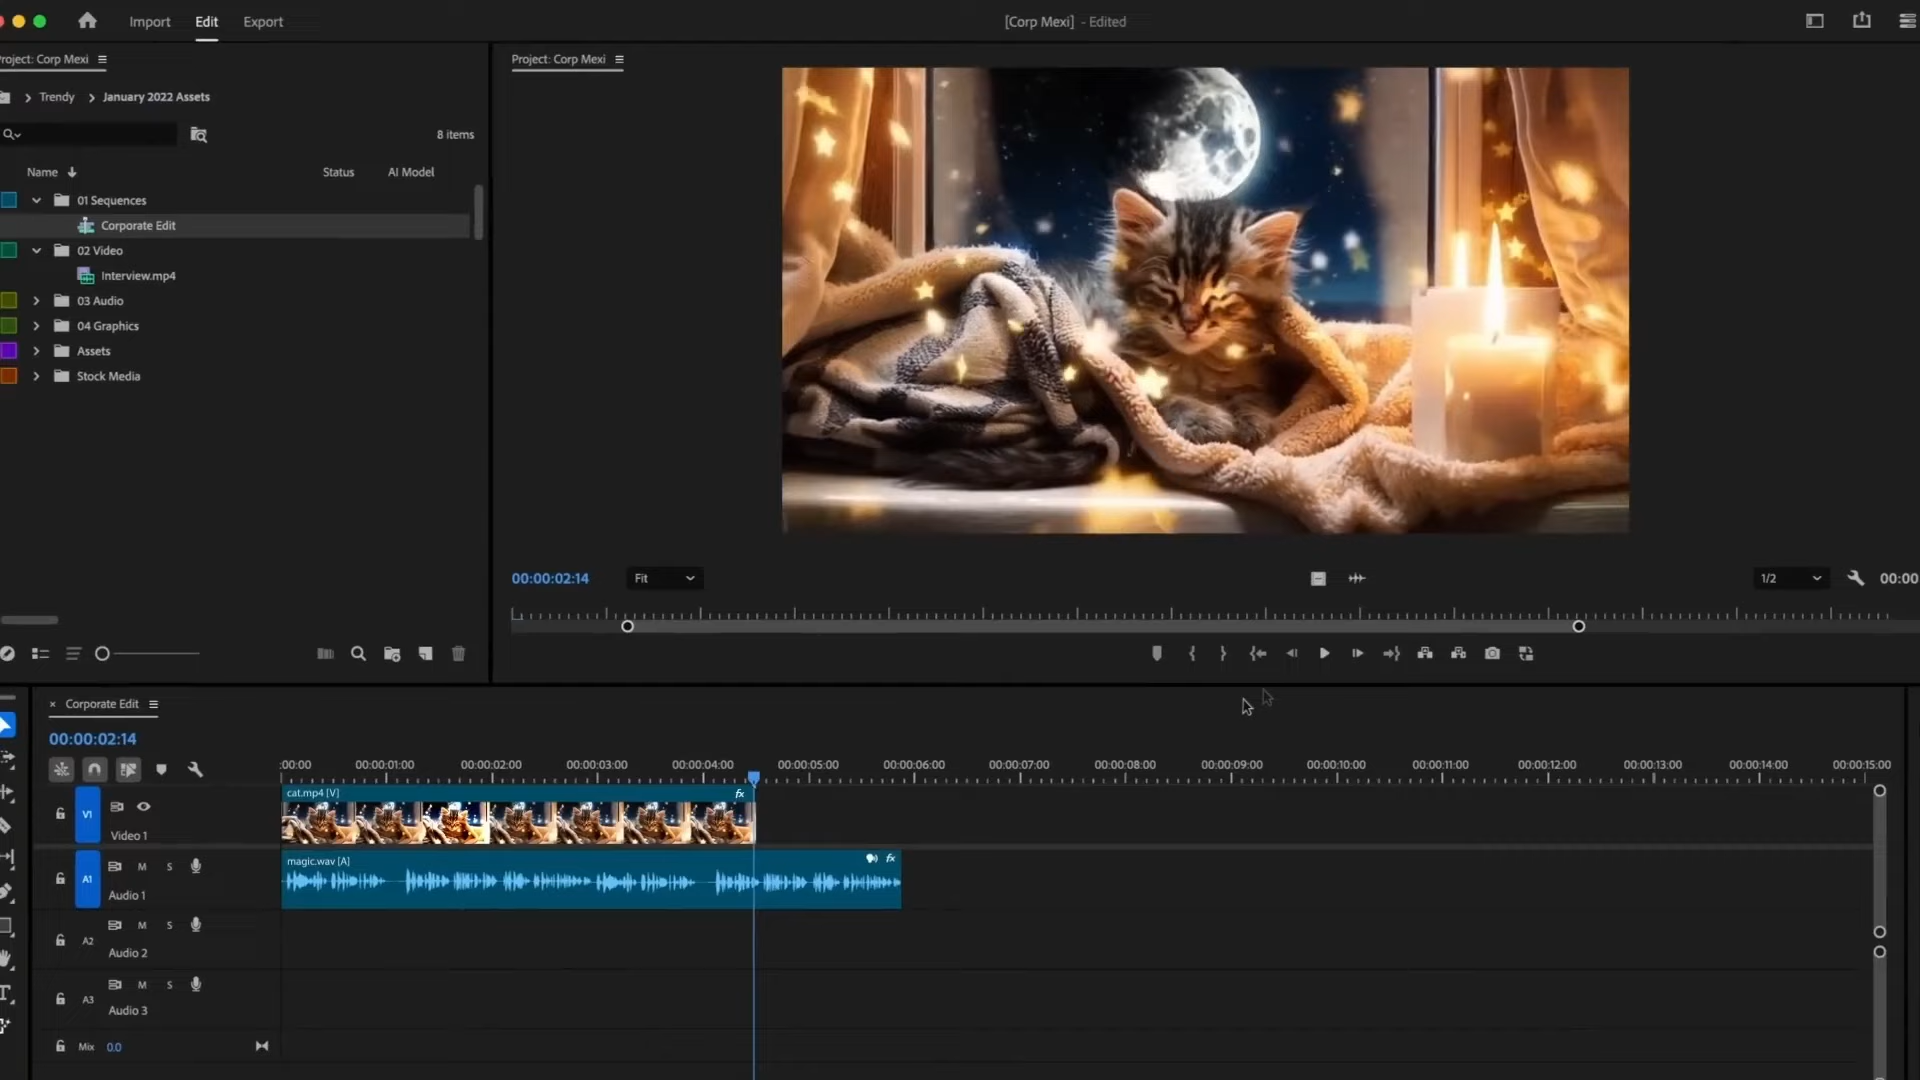 Import Edit Export
[Corp Mexi] - Edited
Project: Corp Mexi
Trendy January 2022 Assets
8 items
Name Status AI Model
01 Sequences
Corporate Edit
02 Video
Interview.mp4
03 Audio
04 Graphics
Assets
Stock Media
Project: Corp Mexi
00:00:02:14 Fit 1/2 00:00
Corporate Edit
00:00:02:14
:00:00 00:00:01:00 00:00:02:00 00:00:03:00 00:00:04:00 00:00:05:00 00:00:06:00 00:00:07:00 00:00:08:00 00:00:09:00 00:00:10:00 00:00:11:00 00:00:12:00 00:00:13:00 00:00:14:00 00:00:15:00
cat.mp4 [V] fx
V1
Video 1
magic.wav [A] fx
A1 M S
Audio 1
A2 M S
Audio 2
A3 M S
Audio 3
Mix 0.0